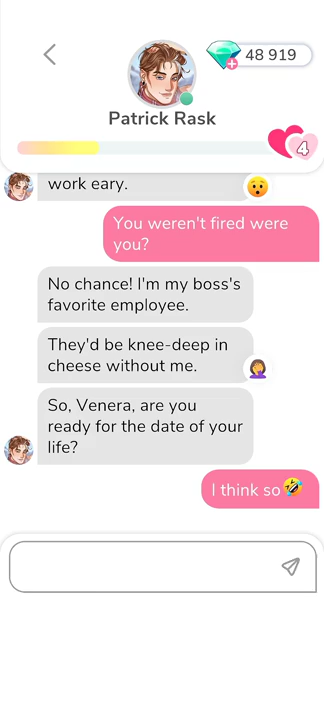 48 919
Patrick Rask
4
work eary.
You weren't fired were
you?
No chance! I'm my boss's
favorite employee.
They'd be knee-deep in
cheese without me.
So, Venera, are you
ready for the date of your
life?
I think so🤣